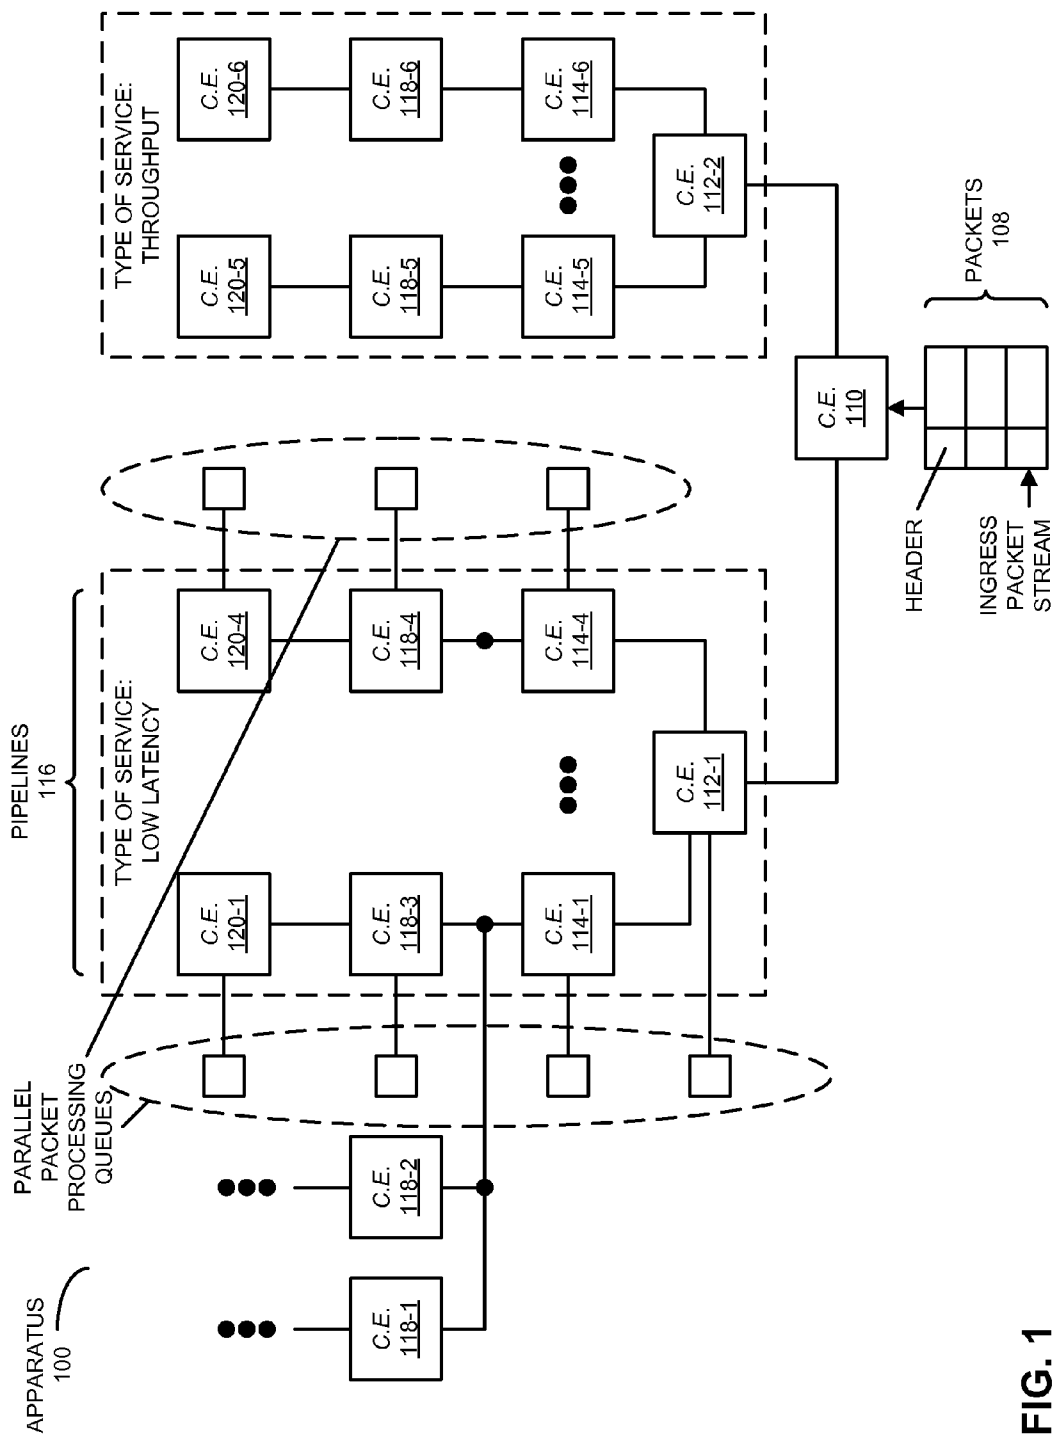 APPARATUS
100
PARALLEL
PACKET
PROCESSING
QUEUES
PIPELINES
116
TYPE OF SERVICE:
LOW LATENCY
TYPE OF SERVICE:
THROUGHPUT
C.E.
120-1
C.E.
120-4
C.E.
120-5
C.E.
120-6
C.E.
118-1
C.E.
118-2
C.E.
118-3
C.E.
118-4
C.E.
118-5
C.E.
118-6
C.E.
114-1
C.E.
114-4
C.E.
114-5
C.E.
114-6
C.E.
112-1
C.E.
112-2
C.E.
110
HEADER
INGRESS
PACKET
STREAM
PACKETS
108
FIG. 1